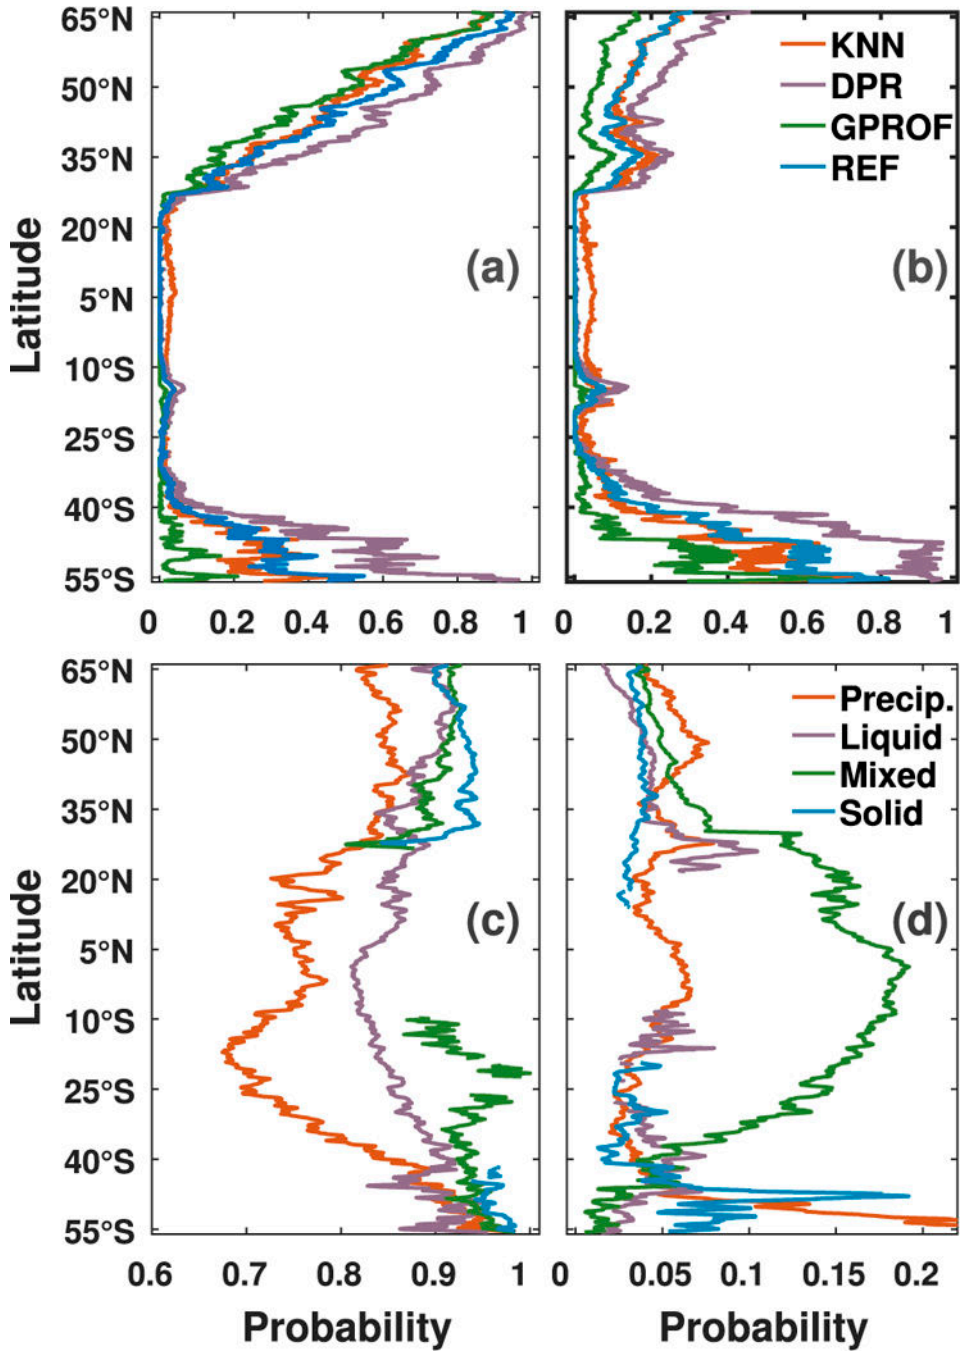 65°N
50°N
35°N
20°N
5°N
10°S
25°S
40°S
55°S
Latitude
(a)
0 0.2 0.4 0.6 0.8 1
KNN
DPR
GPROF
REF
(b)
0 0.2 0.4 0.6 0.8 1
65°N
50°N
35°N
20°N
5°N
10°S
25°S
40°S
55°S
Latitude
(c)
0.6 0.7 0.8 0.9 1
Probability
Precip.
Liquid
Mixed
Solid
(d)
0 0.05 0.1 0.15 0.2
Probability